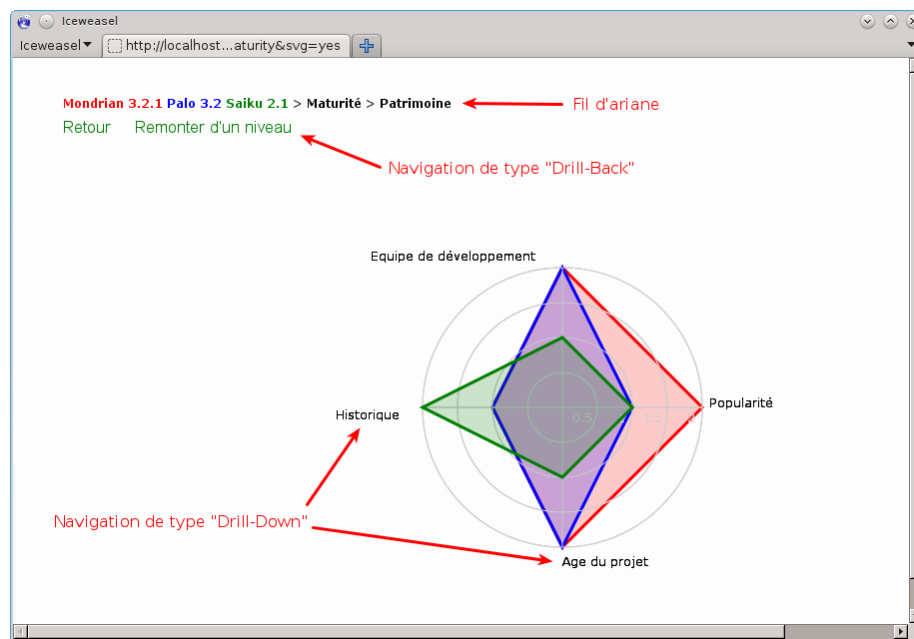 Iceweasel
Iceweasel
http://localhost...aturity&svg=yes
Mondrian 3.2.1 Palo 3.2 Saiku 2.1 > Maturité > Patrimoine
Fil d'ariane
Retour
Remonter d'un niveau
Navigation de type "Drill-Back"
Equipe de développement
Popularité
0.5
1.5
Historique
Navigation de type "Drill-Down"
Age du projet